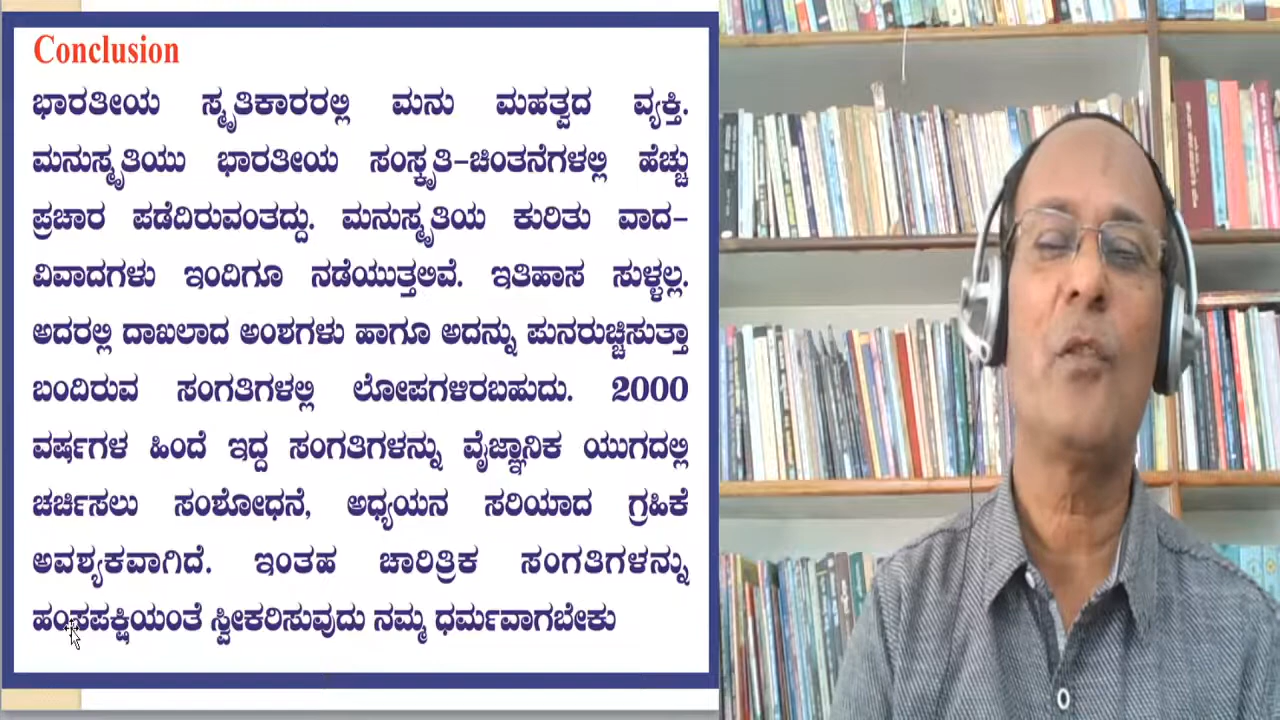 Conclusion
ಭಾರತೀಯ ಸ್ಮೃತಿಕಾರರಲ್ಲಿ ಮನು ಮಹತ್ವದ ವ್ಯಕ್ತಿ.
ಮನುಸ್ಮೃತಿಯು ಭಾರತೀಯ ಸಂಸ್ಕೃತಿ-ಚಿಂತನೆಗಳಲ್ಲಿ ಹೆಚ್ಚು
ಪ್ರಚಾರ ಪಡೆದಿರುವಂತದ್ದು. ಮನುಸ್ಮೃತಿಯ ಕುರಿತು ವಾದ-
ವಿವಾದಗಳು ಇಂದಿಗೂ ನಡೆಯುತ್ತಲಿವೆ. ಇತಿಹಾಸ ಸುಳ್ಳಲ್ಲ.
ಅದರಲ್ಲಿ ದಾಖಲಾದ ಅಂಶಗಳು ಹಾಗೂ ಅದನ್ನು ಪುನರುಚ್ಚಿಸುತ್ತಾ
ಬಂದಿರುವ ಸಂಗತಿಗಳಲ್ಲಿ ಲೋಪಗಳಿರಬಹುದು. 2000
ವರ್ಷಗಳ ಹಿಂದೆ ಇದ್ದ ಸಂಗತಿಗಳನ್ನು ವೈಜ್ಞಾನಿಕ ಯುಗದಲ್ಲಿ
ಚರ್ಚಿಸಲು ಸಂಶೋಧನೆ, ಅಧ್ಯಯನ ಸರಿಯಾದ ಗ್ರಹಿಕೆ
ಅವಶ್ಯಕವಾಗಿದೆ. ಇಂತಹ ಚಾರಿತ್ರಿಕ ಸಂಗತಿಗಳನ್ನು
ಹಂಸಪಕ್ಷಿಯಂತೆ ಸ್ವೀಕರಿಸುವುದು ನಮ್ಮ ಧರ್ಮವಾಗಬೇಕು